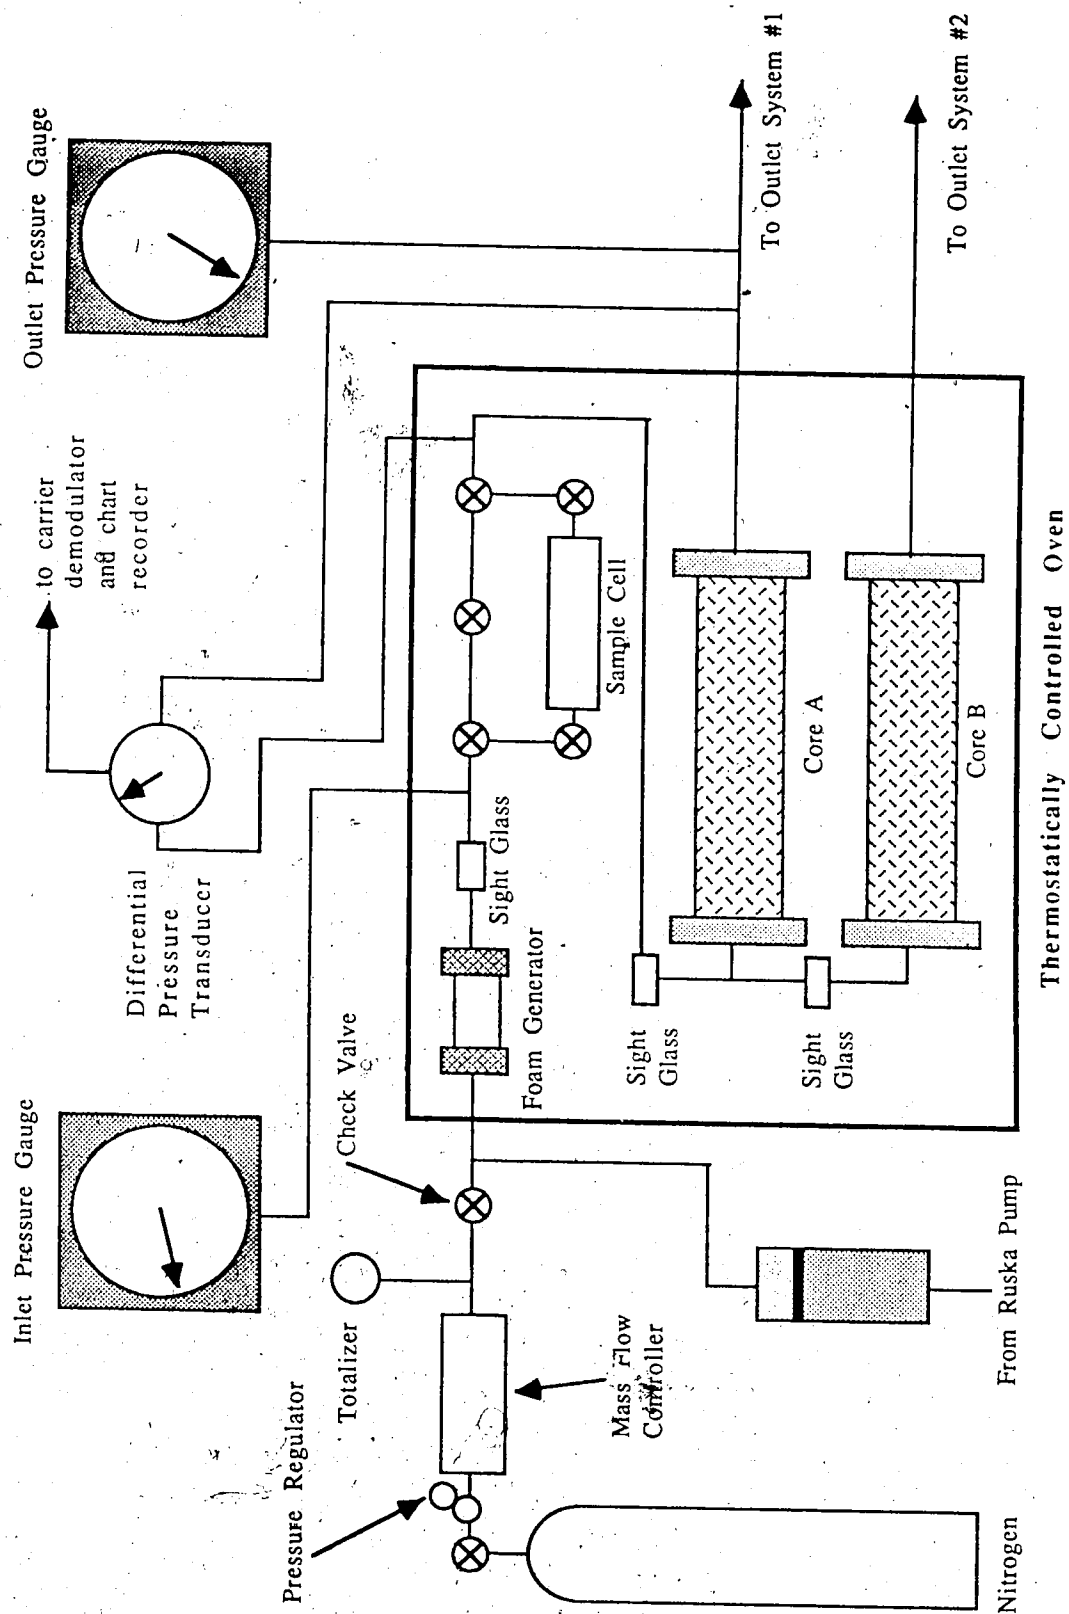 Outlet Pressure Gauge
to carrier
demodulator
and chart
recorder
Differential
Pressure
Transducer
Inlet Pressure Gauge
To Outlet System #1
To Outlet System #2
Check Valve
Totalizer
Pressure Regulator
Foam Generator
Sight Glass
Sample Cell
Sight
Glass
Sight
Glass
Core A
Core B
Mass Flow
Controller
Nitrogen
From Ruska Pump
Thermostatically Controlled Oven